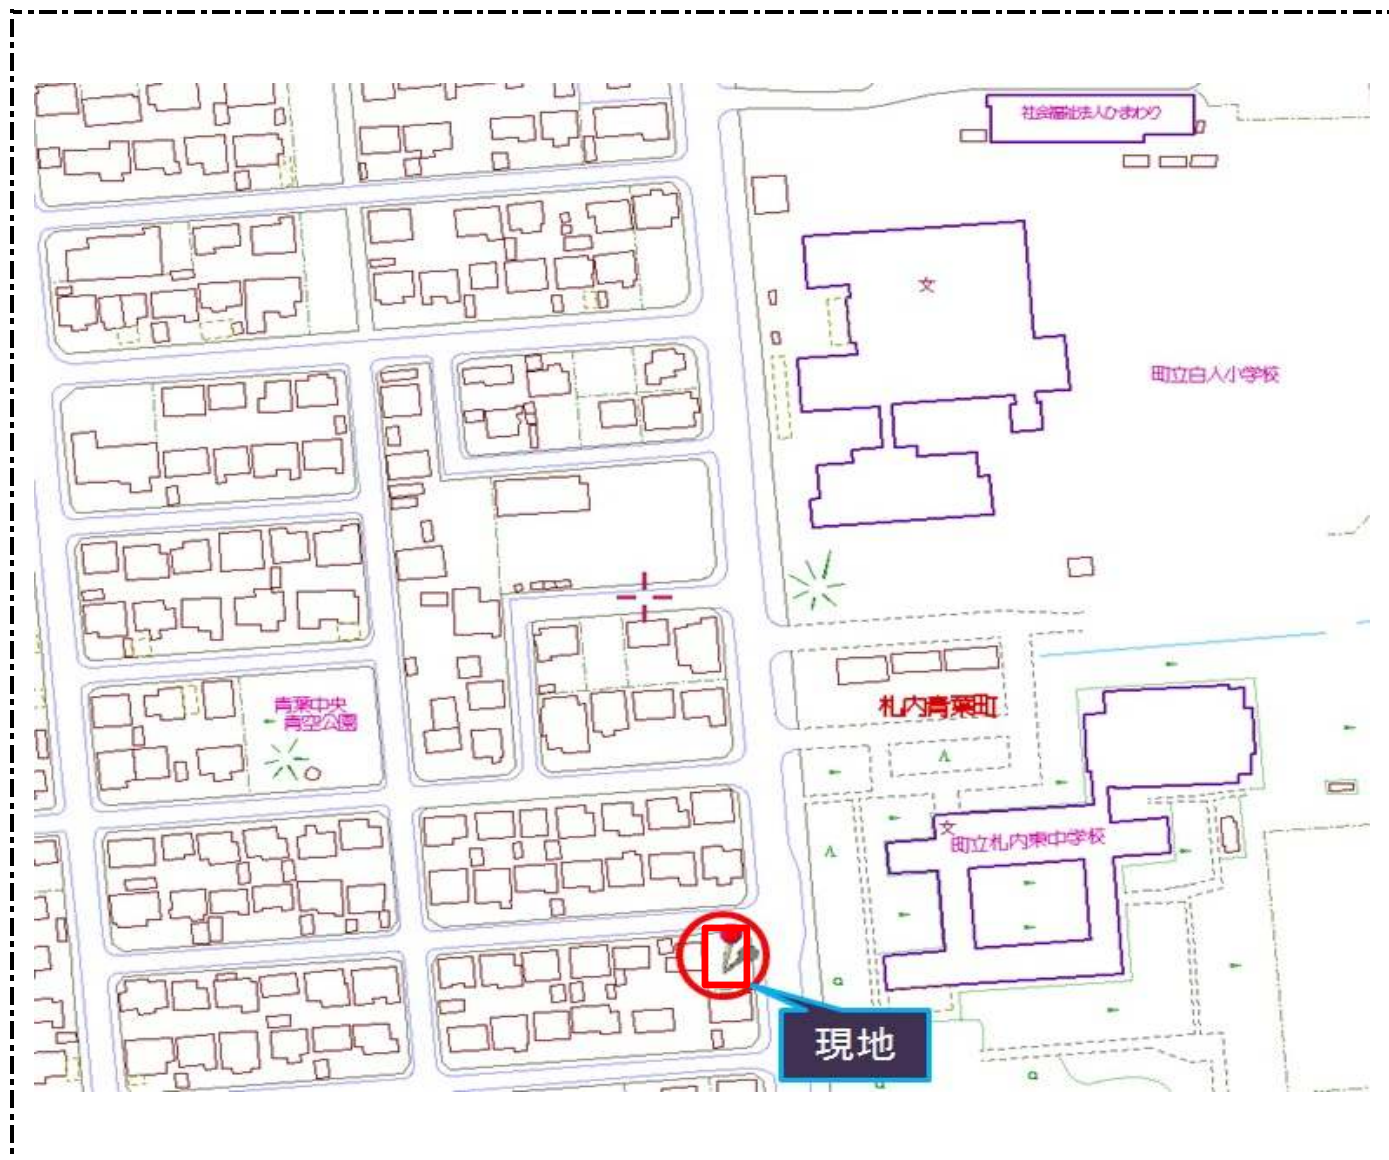 社会福祉法人ひまわり
文
町立白人小学校
青葉中央
青空公園
札内青葉町
文
町立札内東中学校
現地